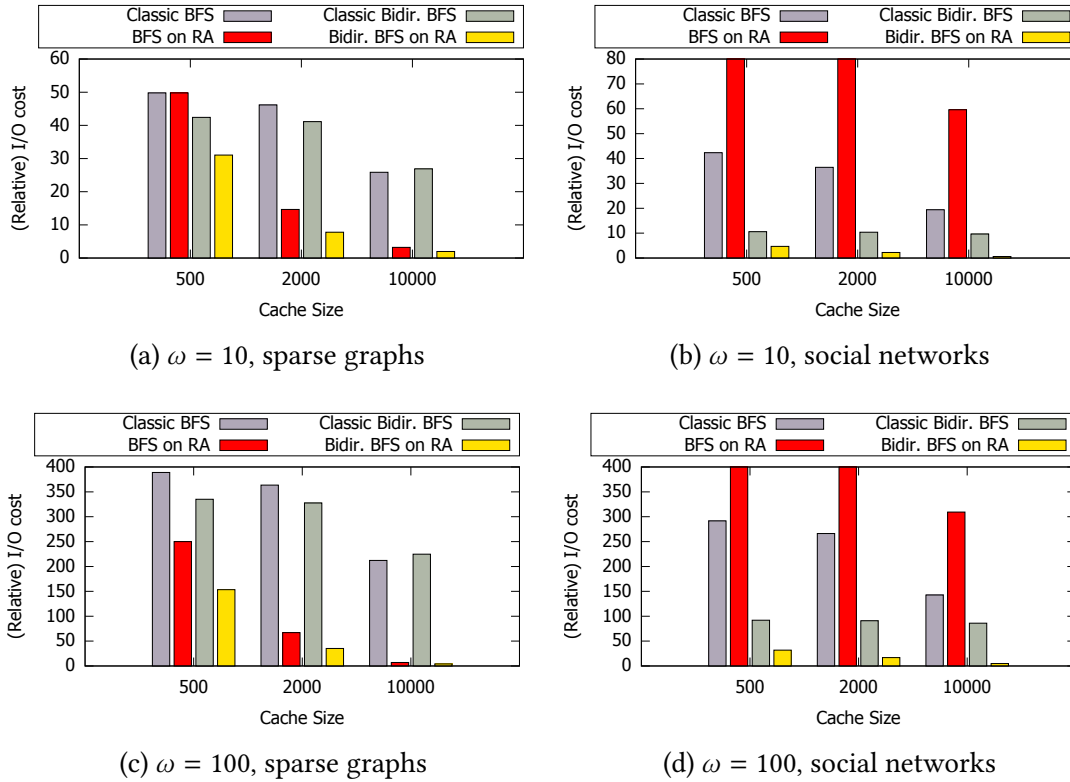 Classic BFS Classic Bidir. BFS
BFS on RA Bidir. BFS on RA
60
50
40
30
20
10
0
(Relative) I/O cost
500 2000 10000
Cache Size
(a) ω = 10, sparse graphs
Classic BFS Classic Bidir. BFS
BFS on RA Bidir. BFS on RA
80
70
60
50
40
30
20
10
0
(Relative) I/O cost
500 2000 10000
Cache Size
(b) ω = 10, social networks
Classic BFS Classic Bidir. BFS
BFS on RA Bidir. BFS on RA
400
350
300
250
200
150
100
50
0
(Relative) I/O cost
500 2000 10000
Cache Size
(c) ω = 100, sparse graphs
Classic BFS Classic Bidir. BFS
BFS on RA Bidir. BFS on RA
400
350
300
250
200
150
100
50
0
(Relative) I/O cost
500 2000 10000
Cache Size
(d) ω = 100, social networks